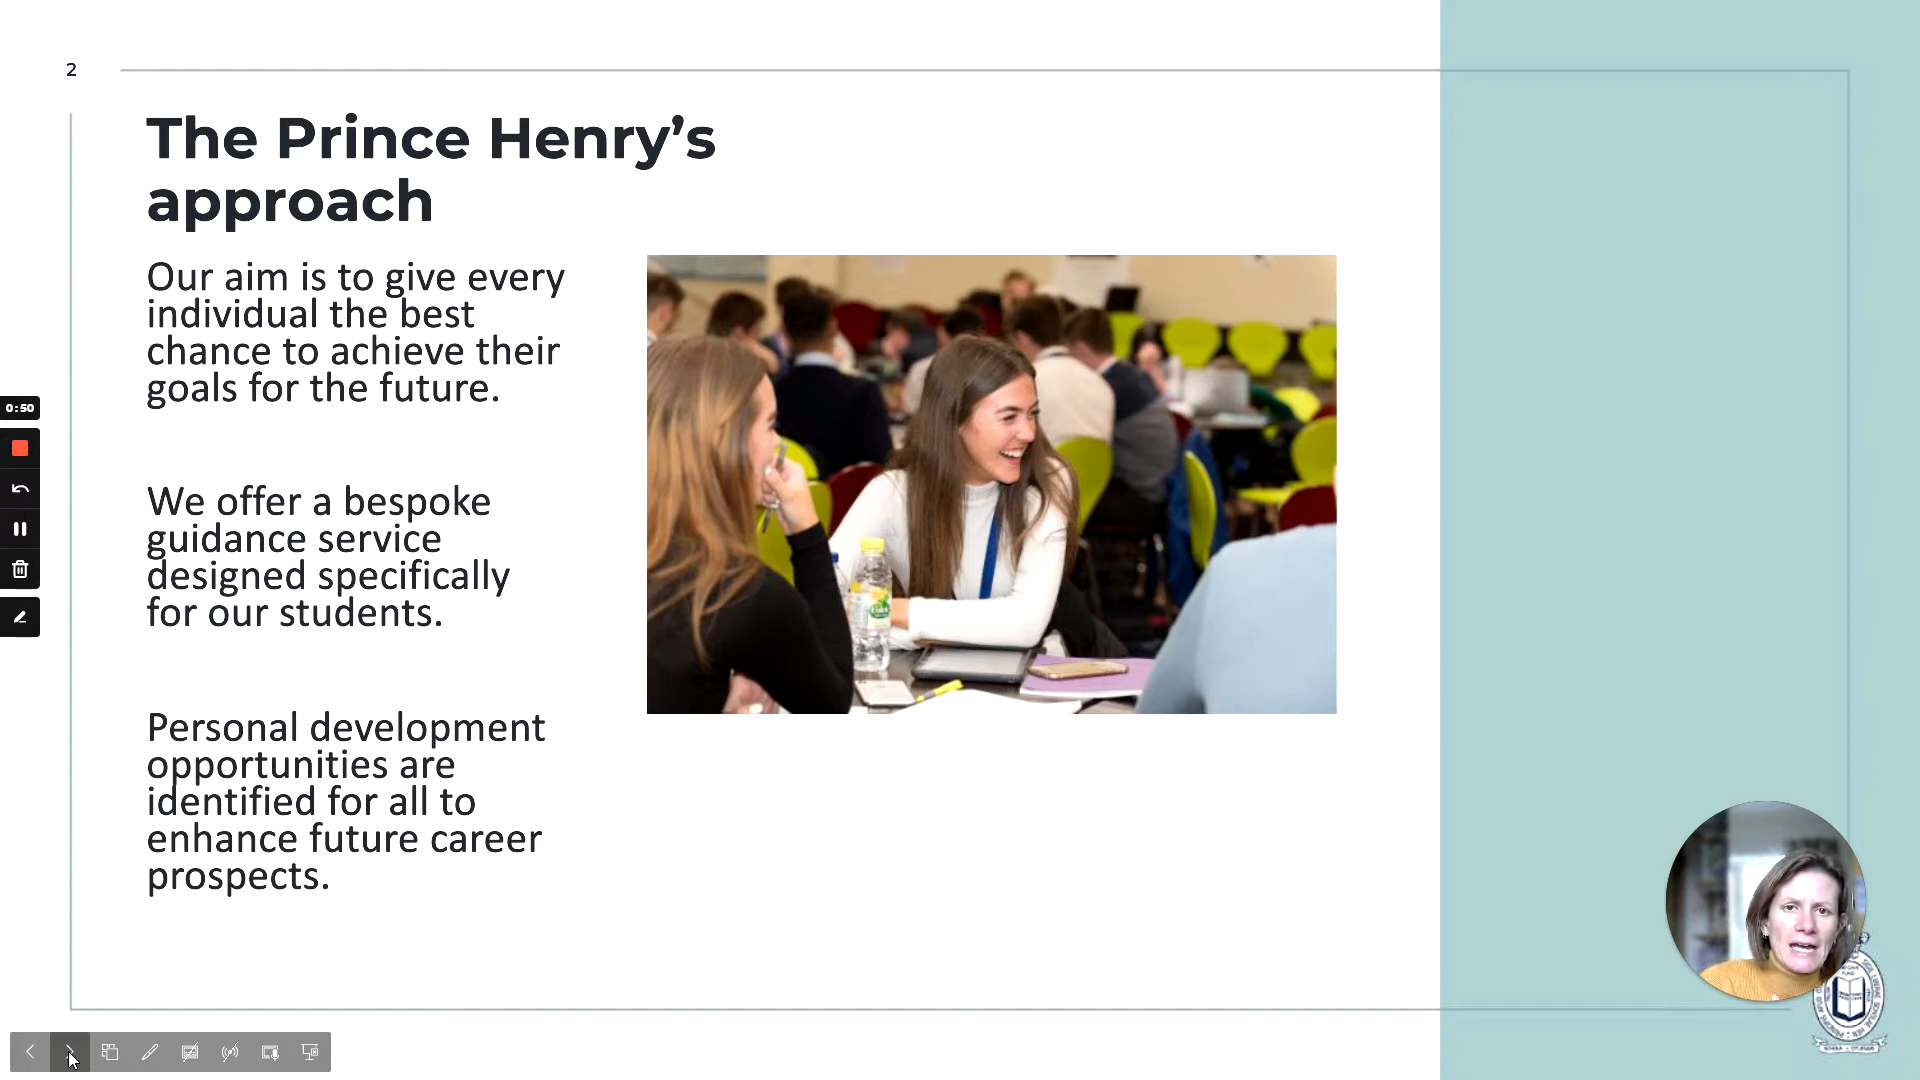 2
The Prince Henry’s
approach
Our aim is to give every
individual the best
chance to achieve their
goals for the future.
We offer a bespoke
guidance service
designed specifically
for our students.
Personal development
opportunities are
identified for all to
enhance future career
prospects.
0:50